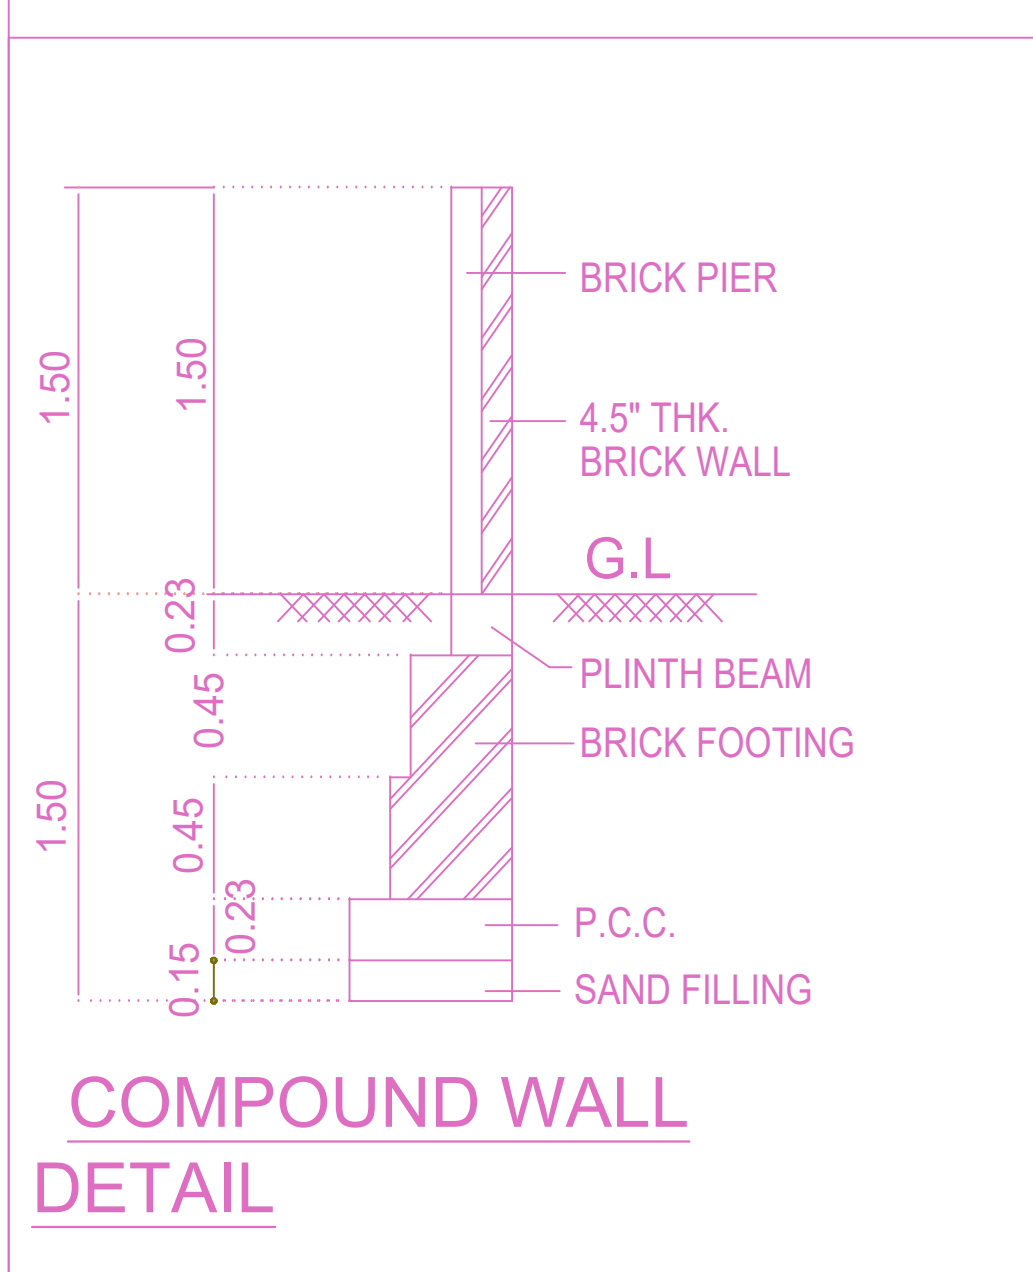 BRICK PIER
1.50
1.50
4.5" THK.
BRICK WALL
G.L
0.23
PLINTH BEAM
0.45
BRICK FOOTING
1.50
0.45
0.23
P.C.C.
0.15
SAND FILLING
COMPOUND WALL
DETAIL